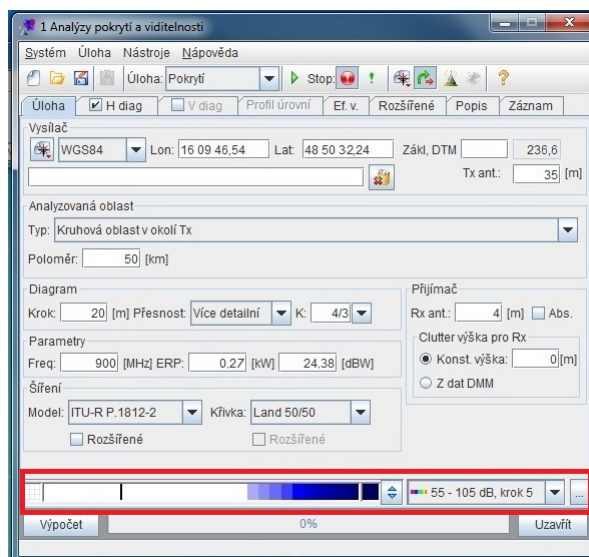 1 Analýzy pokrytí a viditelnosti
Systém Úloha Nástroje Nápověda
Úloha: Pokrytí Stop:
Úloha H diag V diag Profil úrovní Ef. v. Rozšířené Popis Záznam
Vysílač
WGS84 Lon: 16 09 46,54 Lat: 48 50 32,24 Zákl, DTM 236,6
Tx ant.: 35 [m]
Analyzovaná oblast
Typ: Kruhová oblast v okolí Tx
Poloměr: 50 [km]
Diagram Přijímač
Krok: 20 [m] Přesnost: Více detailní K: 4/3 Rx ant.: 4 [m] Abs.
Parametry Clutter výška pro Rx
Freq: 900 [MHz] ERP: 0,27 [kW] 24,38 [dBW] Konst. výška: 0 [m]
Šíření Z dat DMM
Model: ITU-R P.1812-2 Křivka: Land 50/50
Rozšířené Rozšířené
55 - 105 dB, krok 5 ...
Výpočet 0% Uzavřít